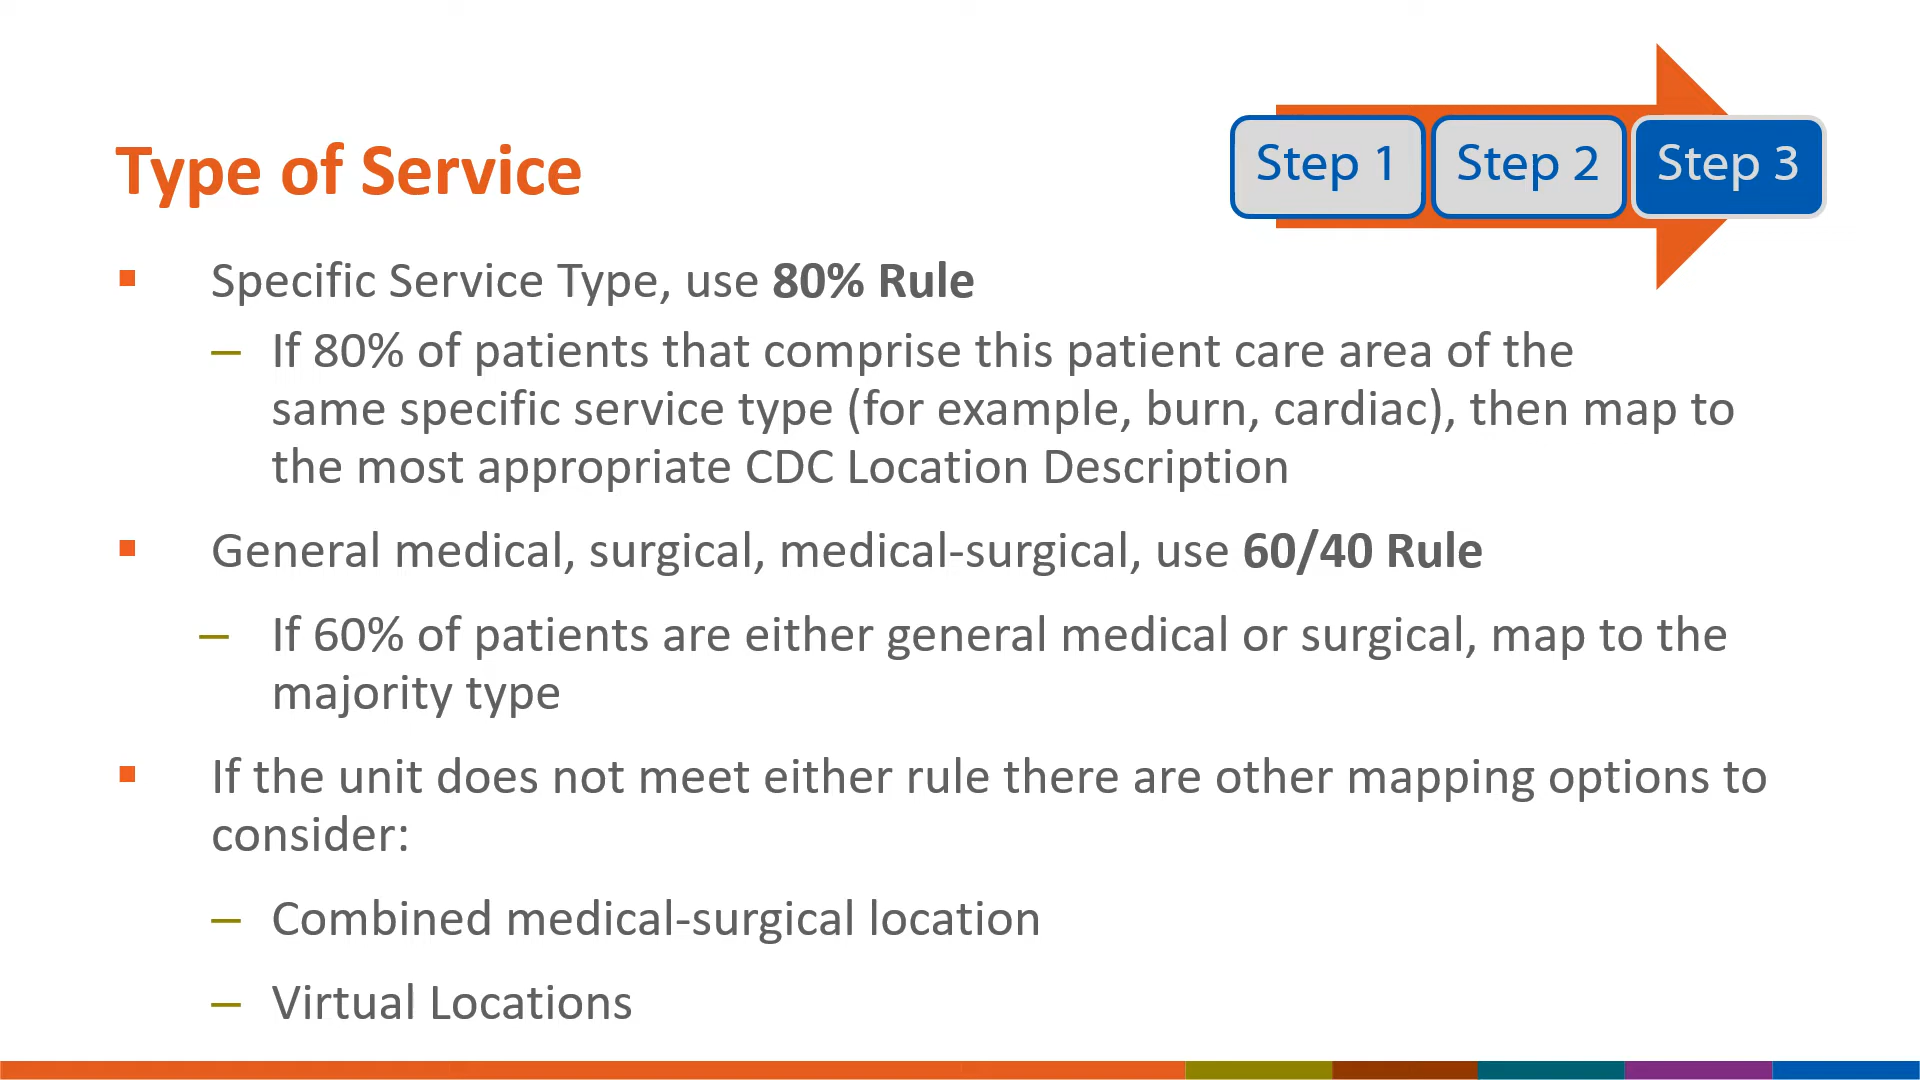 Type of Service
Step 1
Step 2
Step 3
Specific Service Type, use 80% Rule
– If 80% of patients that comprise this patient care area of the
same specific service type (for example, burn, cardiac), then map to
the most appropriate CDC Location Description
General medical, surgical, medical-surgical, use 60/40 Rule
– If 60% of patients are either general medical or surgical, map to the
majority type
If the unit does not meet either rule there are other mapping options to
consider:
– Combined medical-surgical location
– Virtual Locations